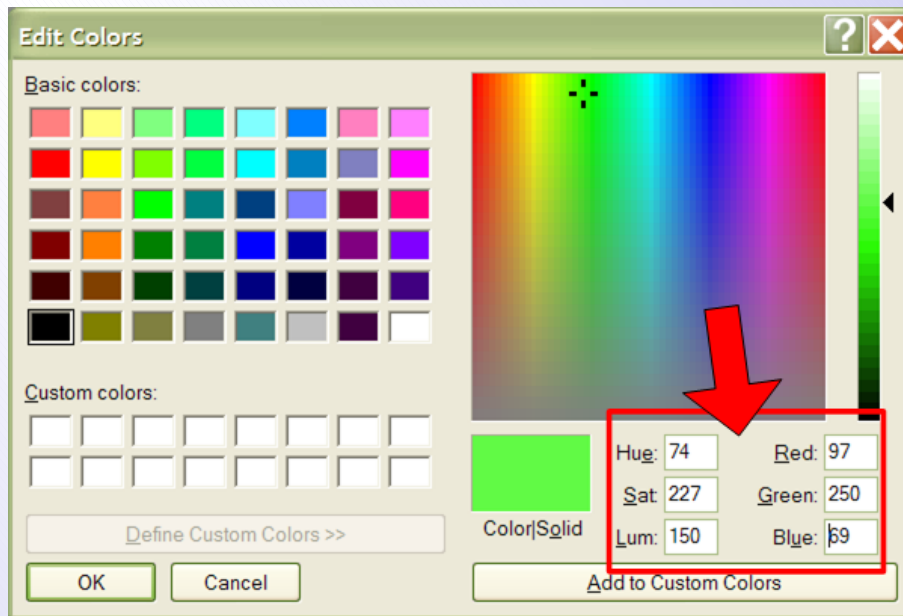 Edit Colors
?
Basic colors:
Custom colors:
Define Custom Colors >>
OK Cancel
Color|Solid
Hue: 74 Red: 97
Sat: 227 Green: 250
Lum: 150 Blue: 69
Add to Custom Colors